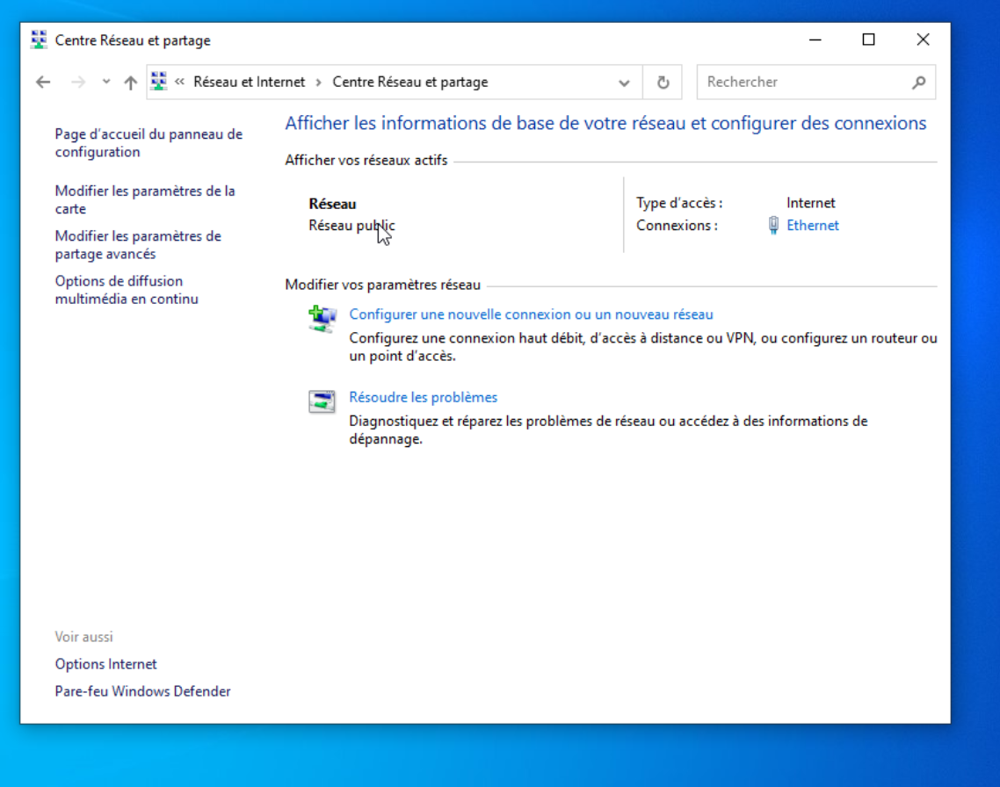 Centre Réseau et partage
« Réseau et Internet › Centre Réseau et partage
Rechercher
Page d'accueil du panneau de
configuration
Modifier les paramètres de la
carte
Modifier les paramètres de
partage avancés
Options de diffusion
multimédia en continu
Afficher les informations de base de votre réseau et configurer des connexions
Afficher vos réseaux actifs
Réseau
Réseau public
Type d'accès : Internet
Connexions : Ethernet
Modifier vos paramètres réseau
Configurer une nouvelle connexion ou un nouveau réseau
Configurez une connexion haut débit, d'accès à distance ou VPN, ou configurez un routeur ou
un point d'accès.
Résoudre les problèmes
Diagnostiquez et réparez les problèmes de réseau ou accédez à des informations de
dépannage.
Voir aussi
Options Internet
Pare-feu Windows Defender